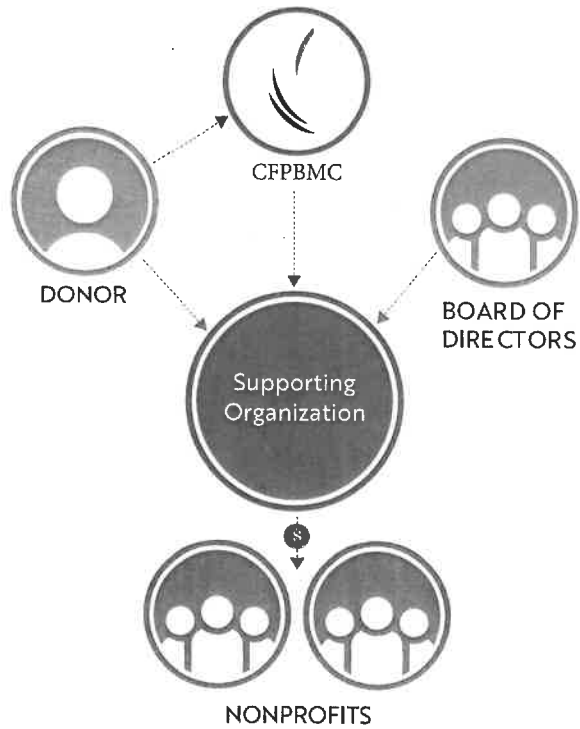 CFPBMC
DONOR
BOARD OF
DIRECTORS
Supporting
Organization
$
NONPROFITS